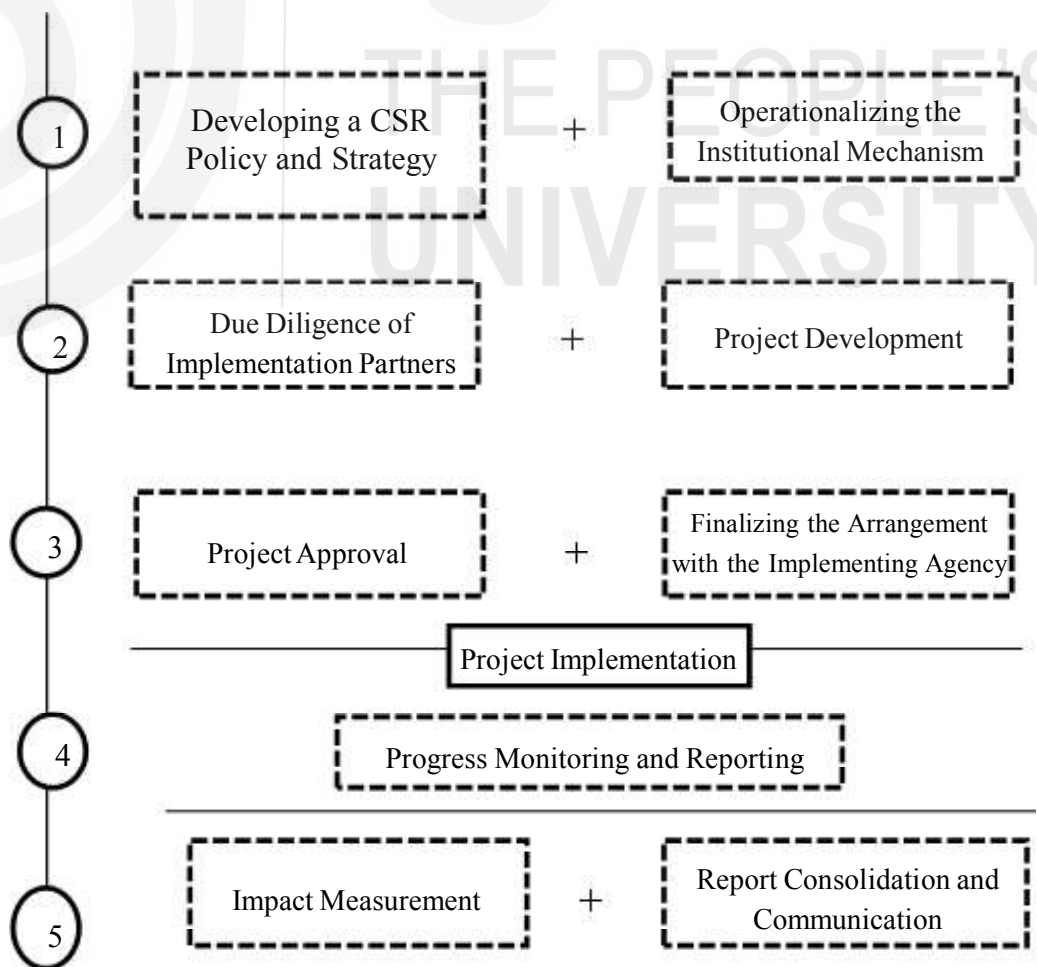 THE PEOPLE'S
UNIVERSITY
1
Developing a CSR
Policy and Strategy
+
Operationalizing the
Institutional Mechanism
2
Due Diligence of
Implementation Partners
+
Project Development
3
Project Approval
+
Finalizing the Arrangement
with the Implementing Agency
Project Implementation
4
Progress Monitoring and Reporting
5
Impact Measurement
+
Report Consolidation and
Communication